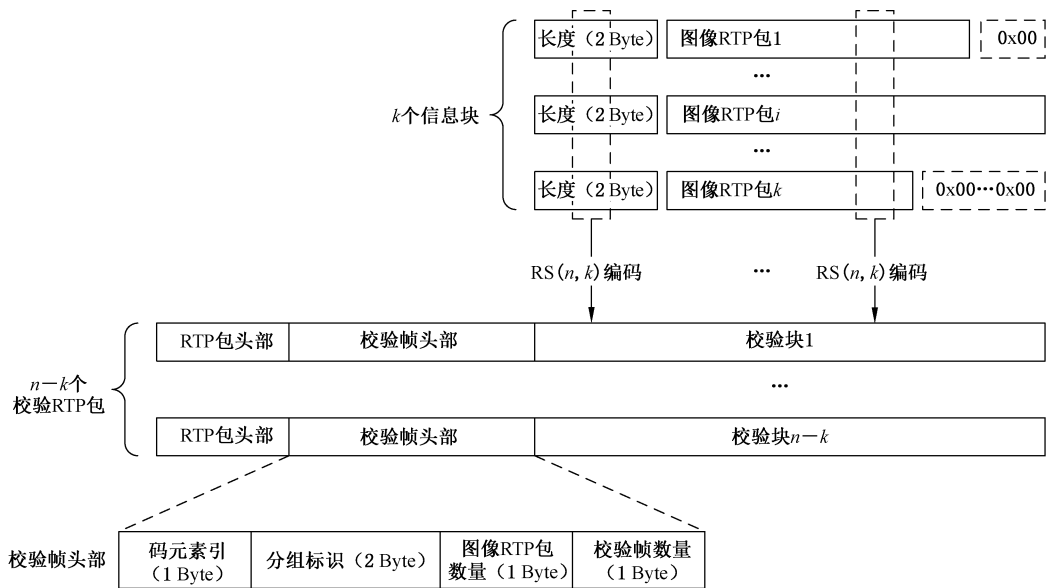 长度（2 Byte） 图像RTP包1 0x00
…
k个信息块 长度（2 Byte） 图像RTP包i
…
长度（2 Byte） 图像RTP包k 0x00…0x00
RS(n, k)编码 … RS(n, k)编码
RTP包头部 校验帧头部 校验块1
n－k个
校验RTP包
…
RTP包头部 校验帧头部 校验块n－k
校验帧头部
码元素引
（1 Byte）
分组标识（2 Byte）
图像RTP包
数量（1 Byte）
校验帧数量
（1 Byte）